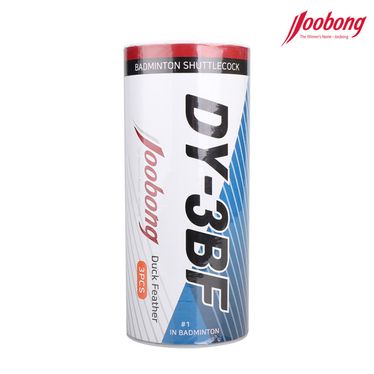 Joobong
The Winner's Name - Joobong
BADMINTON SHUTTLECOCK
DY-3BF
Joobong
Duck Feather
3PCS
#1
IN BADMINTON